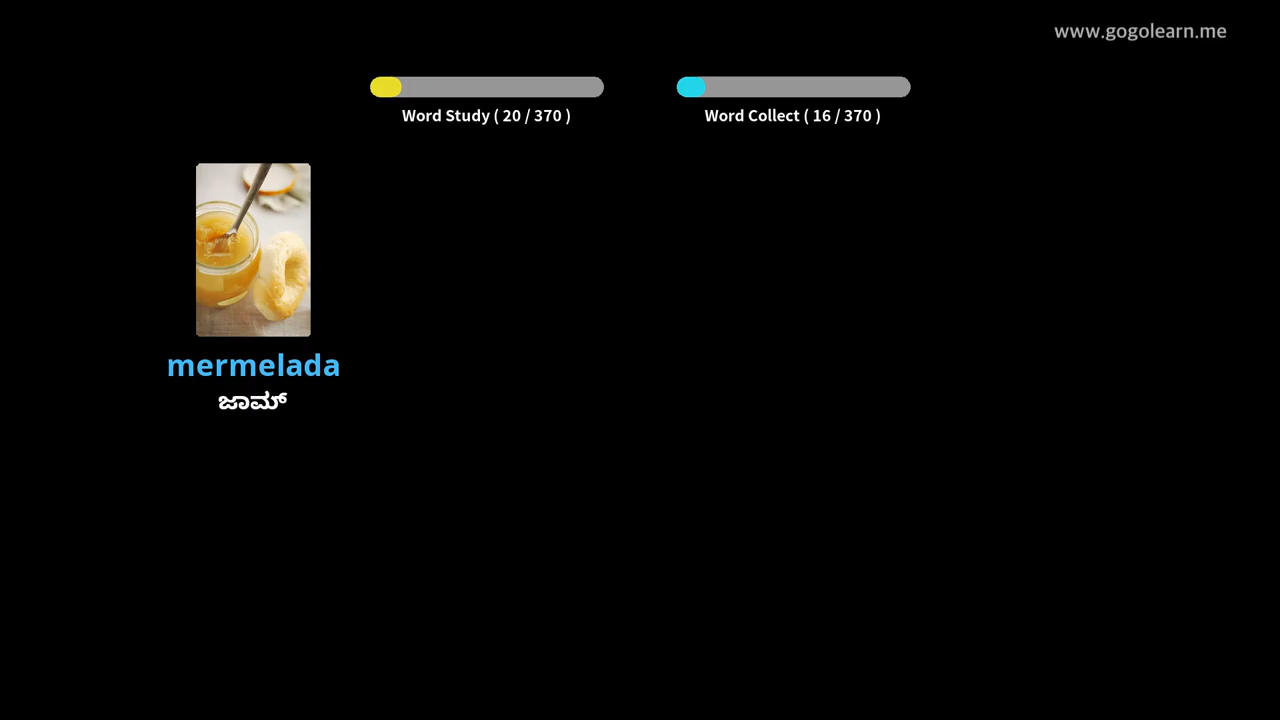 www.gogolearn.me
Word Study ( 20 / 370 )
Word Collect ( 16 / 370 )
mermelada
ಜಾಮ್